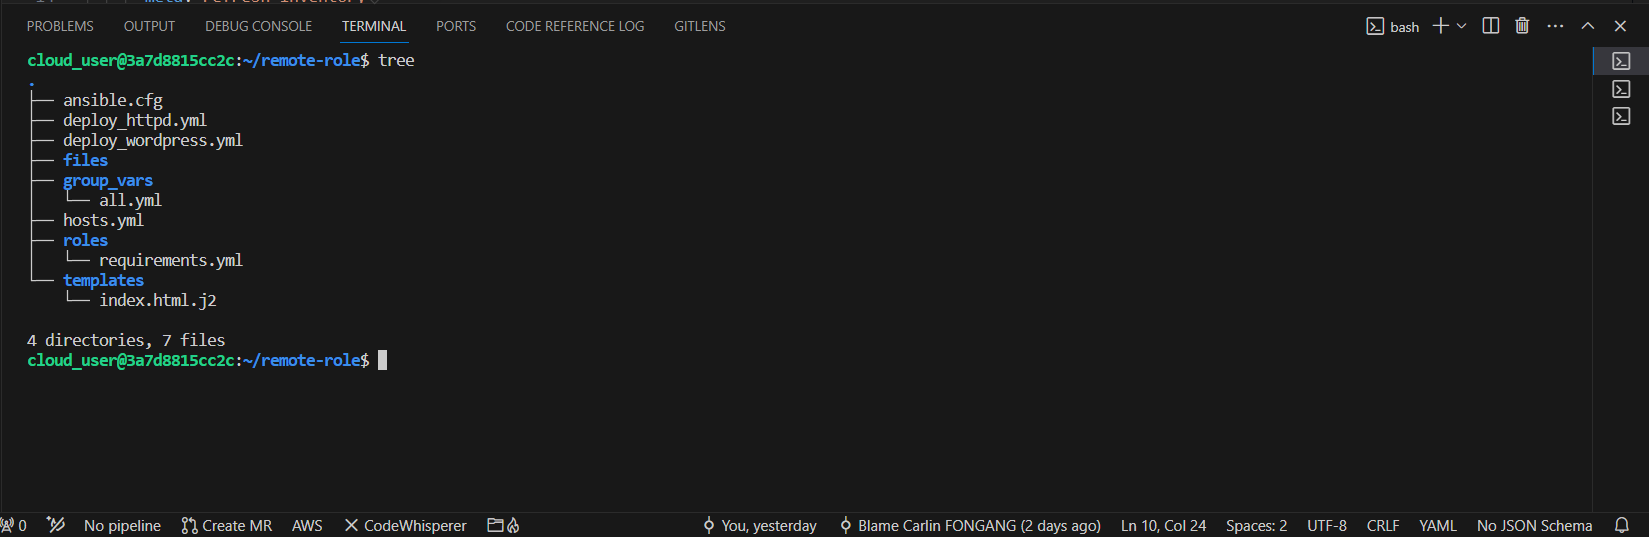 PROBLEMS OUTPUT DEBUG CONSOLE TERMINAL PORTS CODE REFERENCE LOG GITLENS bash
cloud_user@3a7d8815cc2c:~/remote-role$ tree
.
├── ansible.cfg
├── deploy_httpd.yml
├── deploy_wordpress.yml
├── files
├── group_vars
│   └── all.yml
├── hosts.yml
├── roles
│   └── requirements.yml
└── templates
    └── index.html.j2
4 directories, 7 files
cloud_user@3a7d8815cc2c:~/remote-role$
0 No pipeline Create MR AWS CodeWhisperer You, yesterday Blame Carlin FONGANG (2 days ago) Ln 10, Col 24 Spaces: 2 UTF-8 CRLF YAML No JSON Schema